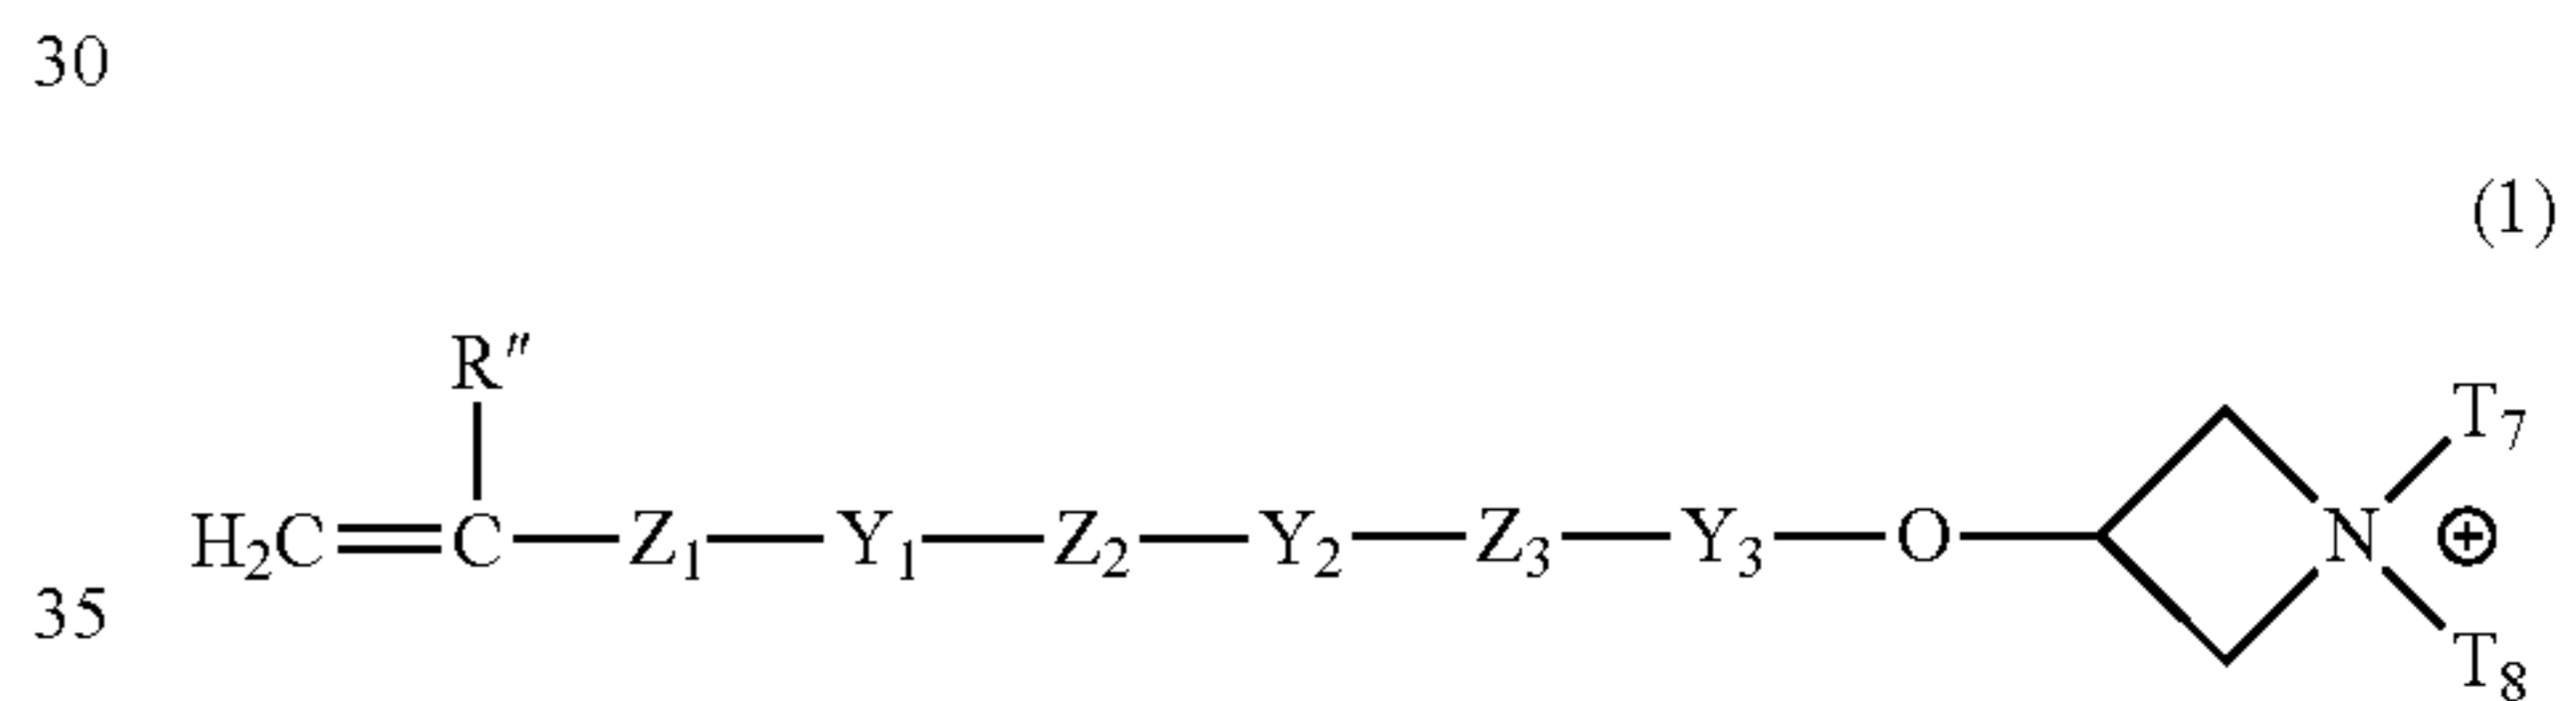 30
(1)
R″
H₂C=C—Z₁—Y₁—Z₂—Y₂—Z₃—Y₃—O N ⊕
T₇
35
T₈